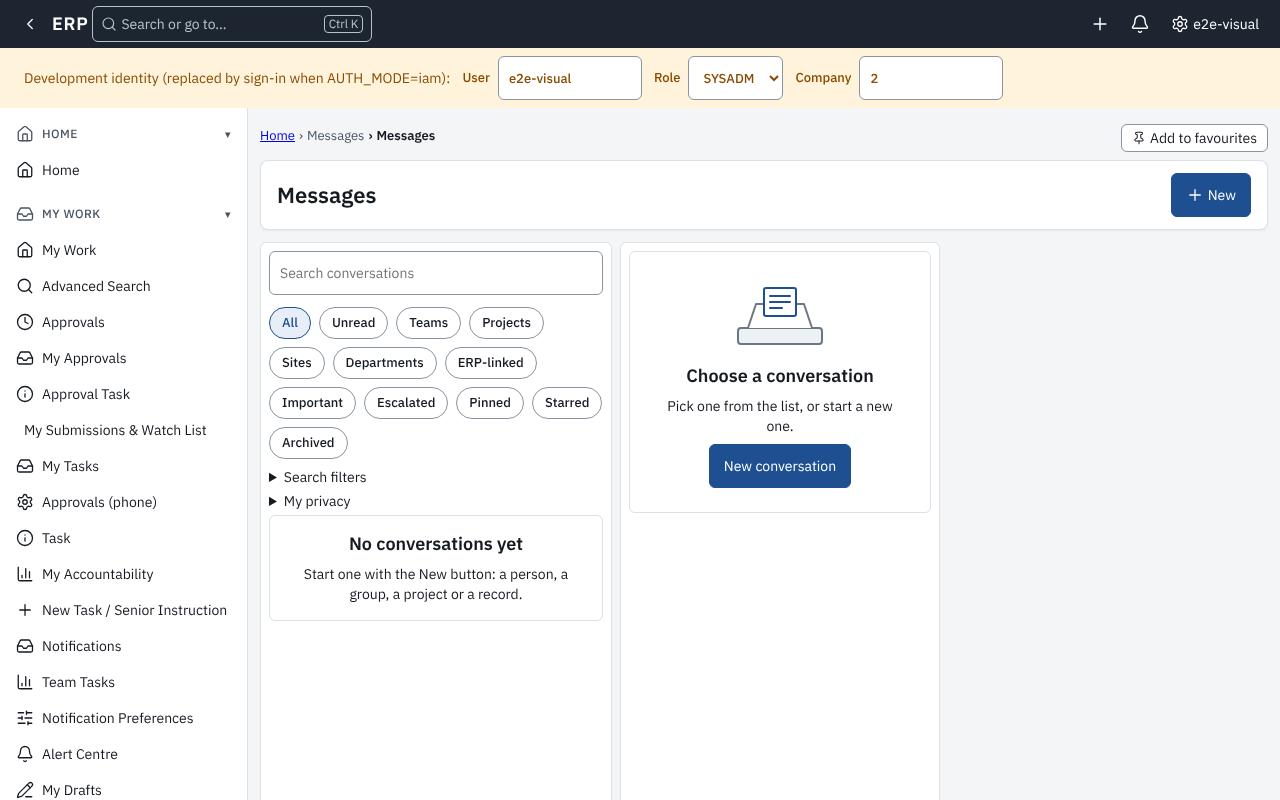 ERP
Search or go to...
Ctrl K
e2e-visual
Development identity (replaced by sign-in when AUTH_MODE=iam):
User
e2e-visual
Role
SYSADM
Company
2
HOME
Home
MY WORK
My Work
Advanced Search
Approvals
My Approvals
Approval Task
My Submissions & Watch List
My Tasks
Approvals (phone)
Task
My Accountability
New Task / Senior Instruction
Notifications
Team Tasks
Notification Preferences
Alert Centre
My Drafts
Home › Messages › Messages
Add to favourites
Messages
New
Search conversations
All
Unread
Teams
Projects
Sites
Departments
ERP-linked
Important
Escalated
Pinned
Starred
Archived
Search filters
My privacy
No conversations yet
Start one with the New button: a person, a
group, a project or a record.
Choose a conversation
Pick one from the list, or start a new
one.
New conversation